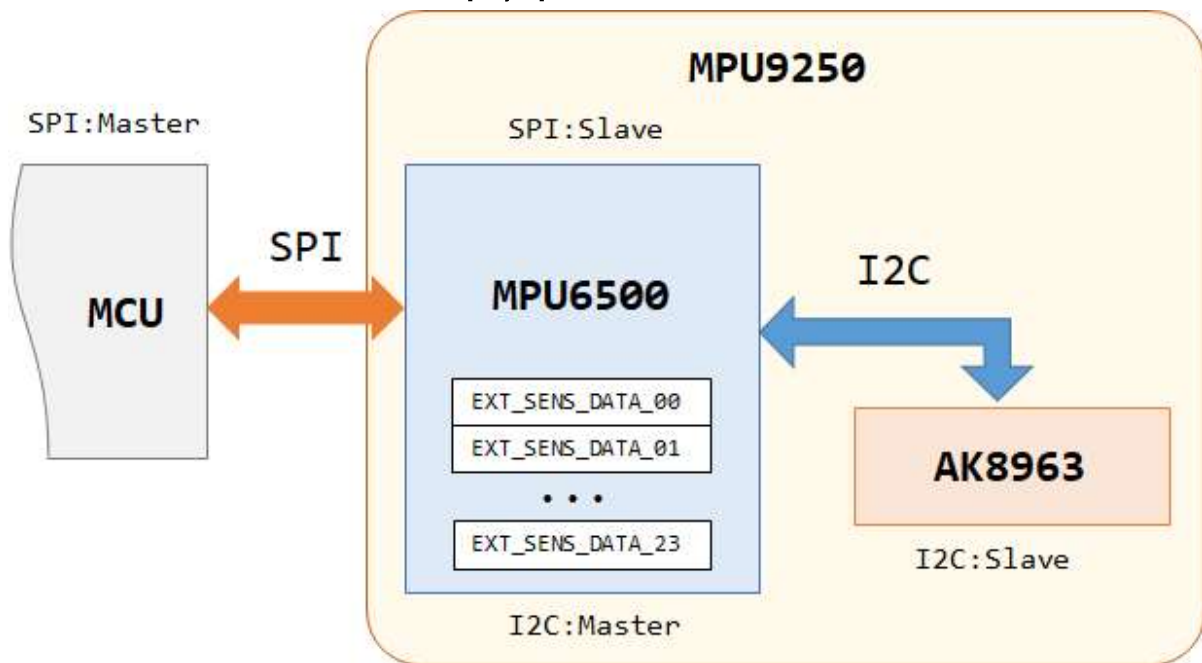 MPU9250
SPI:Master
SPI:Slave
SPI
I2C
MCU
MPU6500
EXT_SENS_DATA_00
EXT_SENS_DATA_01
...
EXT_SENS_DATA_23
AK8963
I2C:Slave
I2C:Master